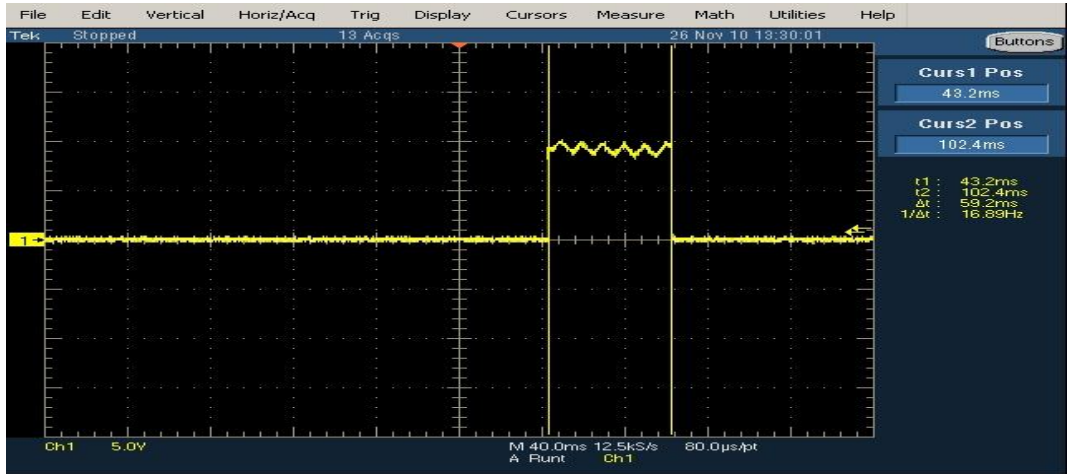 File Edit Vertical Horiz/Acq Trig Display Cursors Measure Math Utilities Help
Tek Stopped 13 Acqs 26 Nov 10 13:30:01
Buttons
Curs1 Pos
43.2ms
Curs2 Pos
102.4ms
t1 : 43.2ms
t2 : 102.4ms
Δt : 59.2ms
1/Δt : 16.89Hz
1
Ch1 5.0V M 40.0ms 12.5kS/s 80.0µs/pt
A Runt Ch1